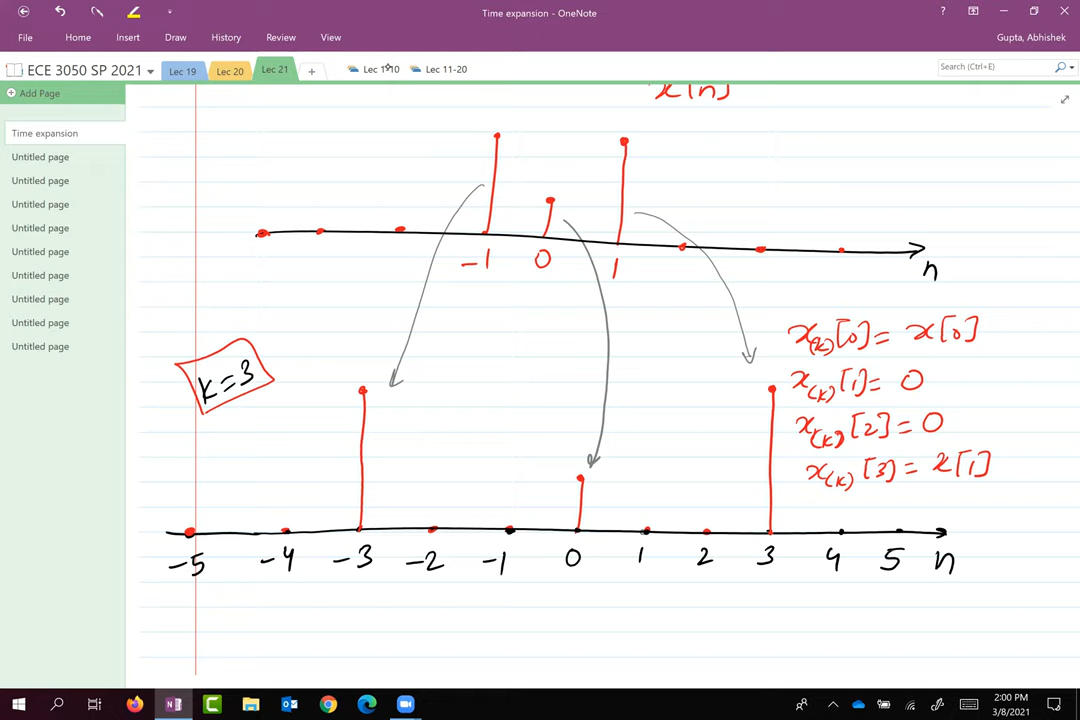 Time expansion - OneNote
?
Gupta, Abhishek
File Home Insert Draw History Review View
ECE 3050 SP 2021 Lec 19 Lec 20 Lec 21 + Lec 1-10 Lec 11-20
Search (Ctrl+E)
Add Page
Time expansion
Untitled page
Untitled page
Untitled page
Untitled page
Untitled page
Untitled page
Untitled page
Untitled page
Untitled page
x[n]
-1 0 1 n
k=3
x(k)[0] = x[0]
x(k)[1] = 0
x(k)[2] = 0
x(k)[3] = x[1]
-5 -4 -3 -2 -1 0 1 2 3 4 5 n
2:00 PM
3/8/2021